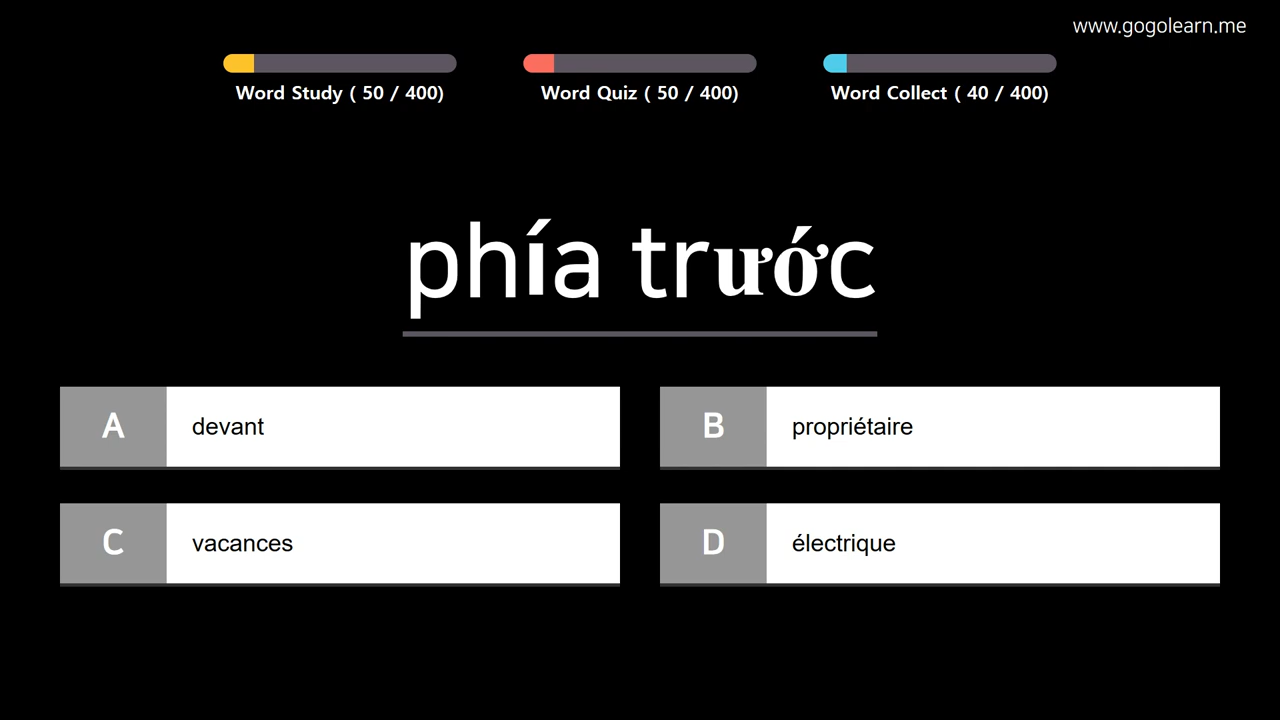 www.gogolearn.me
Word Study ( 50 / 400)
Word Quiz ( 50 / 400)
Word Collect ( 40 / 400)
phía trước
A
devant
B
propriétaire
C
vacances
D
électrique